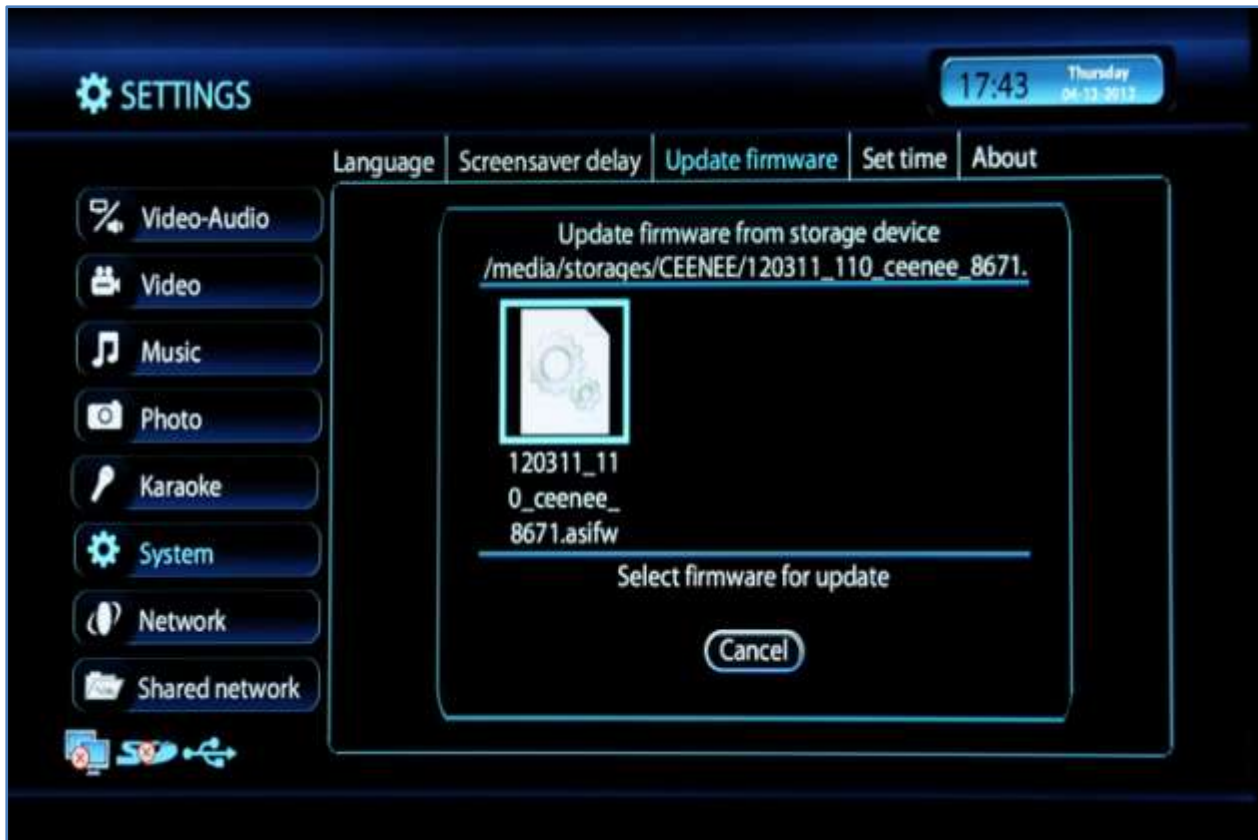 SETTINGS
17:43
Thursday
Language
Screensaver delay
Update firmware
Set time
About
Video-Audio
Video
Music
Photo
Karaoke
System
Network
Shared network
Update firmware from storage device
/media/storages/CEENEE/120311_110_ceenee_8671.
120311_11
0_ceenee_
8671.asifw
Select firmware for update
Cancel